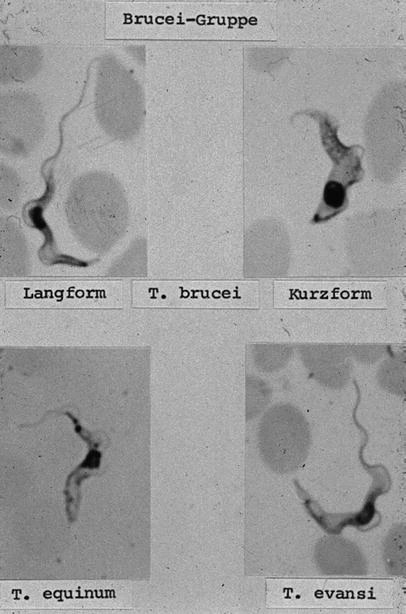 Brucei-Gruppe
Langform
T. brucei
Kurzform
T. equinum
T. evansi